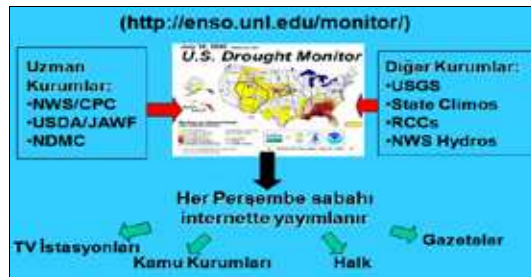 (http://enso.unl.edu/monitor/)
U.S. Drought Monitor
Uzman
Kurumlar:
•NWS/CPC
•USDA/JAWF
•NDMC
Diğer Kurumlar:
•USGS
•State Climos
•RCCs
•NWS Hydros
Her Perşembe sabahı
internette yayımlanır
TV İstasyonları
Kamu Kurumları
Halk
Gazeteler